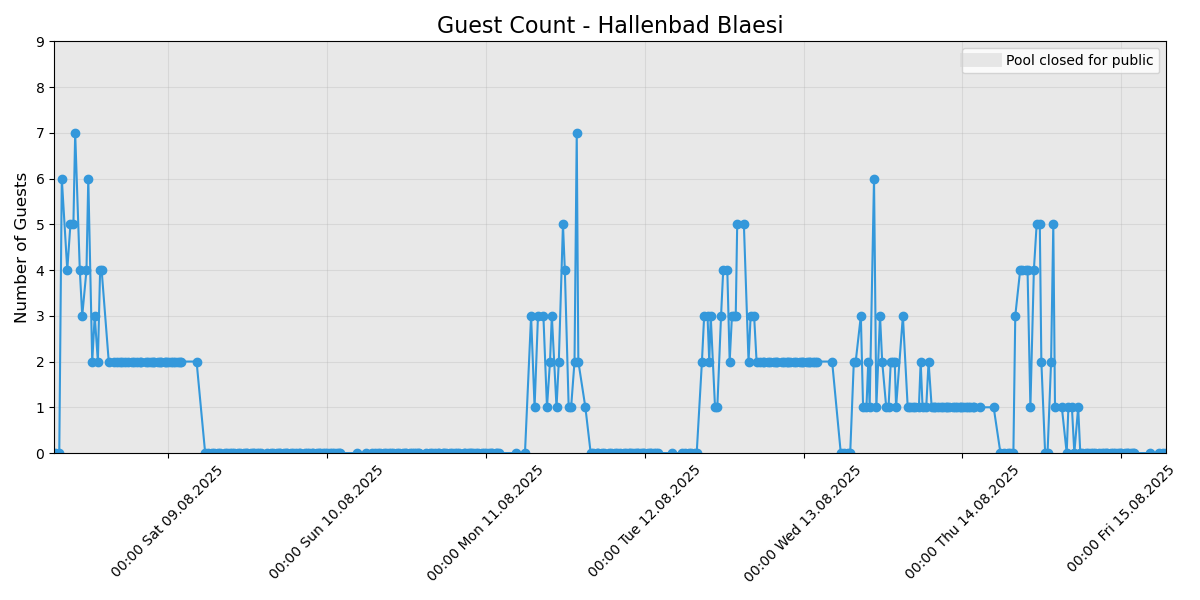 Guest Count - Hallenbad Blaesi
Pool closed for public
Number of Guests
9
8
7
6
5
4
3
2
1
0
00:00 Sat 09.08.2025
00:00 Sun 10.08.2025
00:00 Mon 11.08.2025
00:00 Tue 12.08.2025
00:00 Wed 13.08.2025
00:00 Thu 14.08.2025
00:00 Fri 15.08.2025